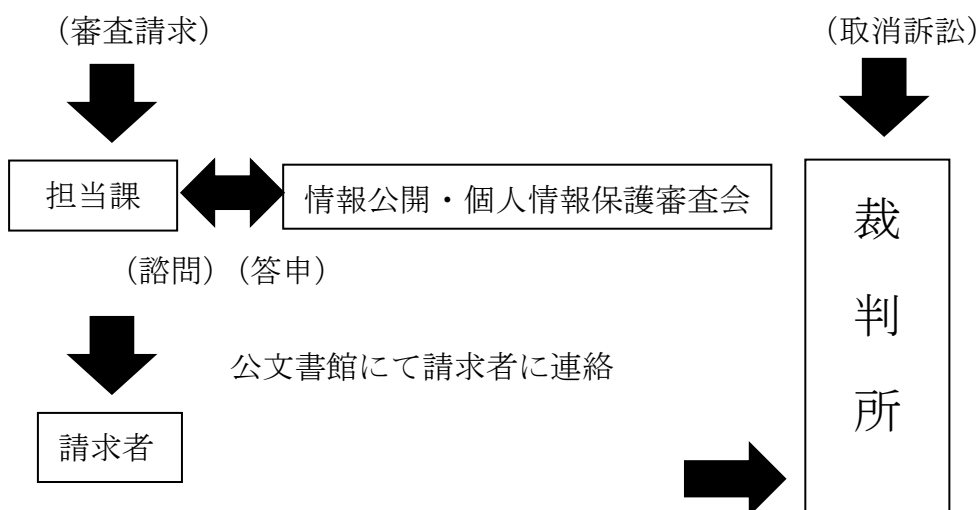 （審査請求）
（取消訴訟）
担当課
情報公開・個人情報保護審査会
（諮問）（答申）
公文書館にて請求者に連絡
請求者
裁判所